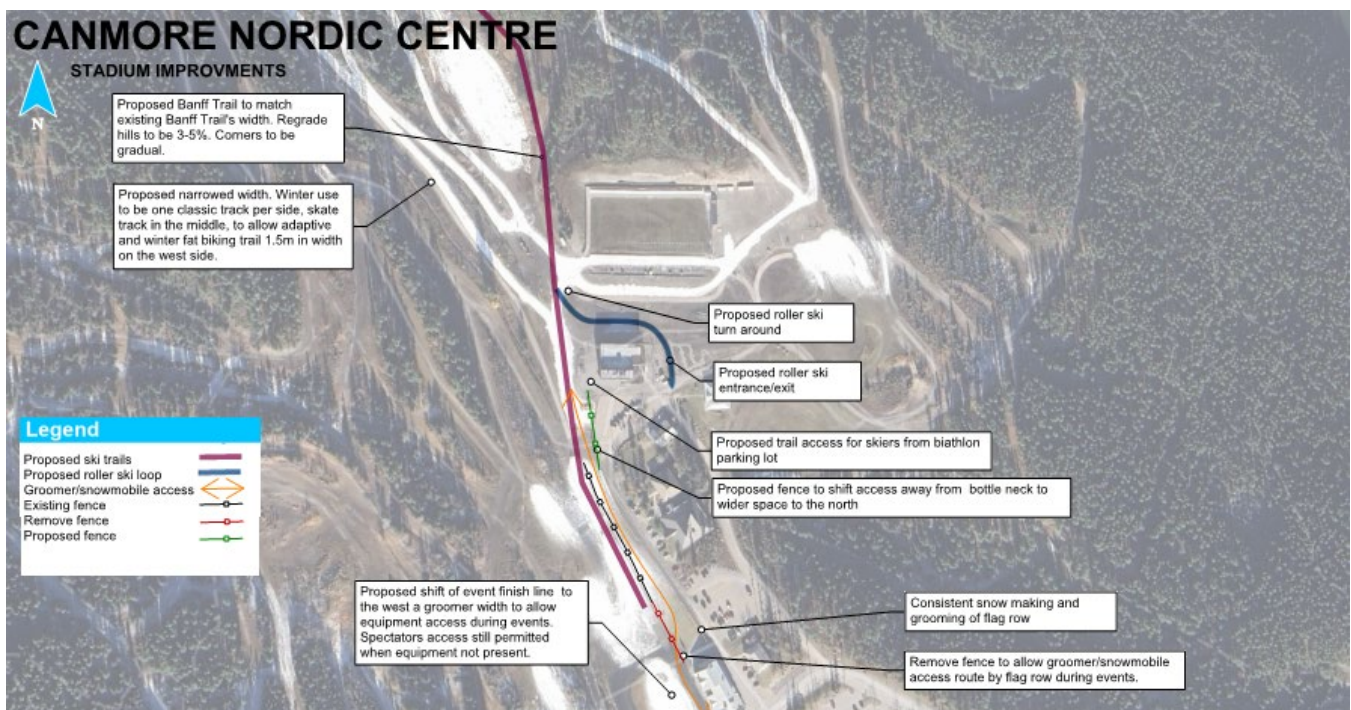 CANMORE NORDIC CENTRE
STADIUM IMPROVMENTS
N
Proposed Banff Trail to match
existing Banff Trail's width. Regrade
hills to be 3-5%. Corners to be
gradual.
Proposed narrowed width. Winter use
to be one classic track per side, skate
track in the middle, to allow adaptive
and winter fat biking trail 1.5m in width
on the west side.
Proposed roller ski
turn around
Proposed roller ski
entrance/exit
Proposed trail access for skiers from biathlon
parking lot
Proposed fence to shift access away from bottle neck to
wider space to the north
Legend
Proposed ski trails
Proposed roller ski loop
Groomer/snowmobile access
Existing fence
Remove fence
Proposed fence
Proposed shift of event finish line to
the west a groomer width to allow
equipment access during events.
Spectators access still permitted
when equipment not present.
Consistent snow making and
grooming of flag row
Remove fence to allow groomer/snowmobile
access route by flag row during events.